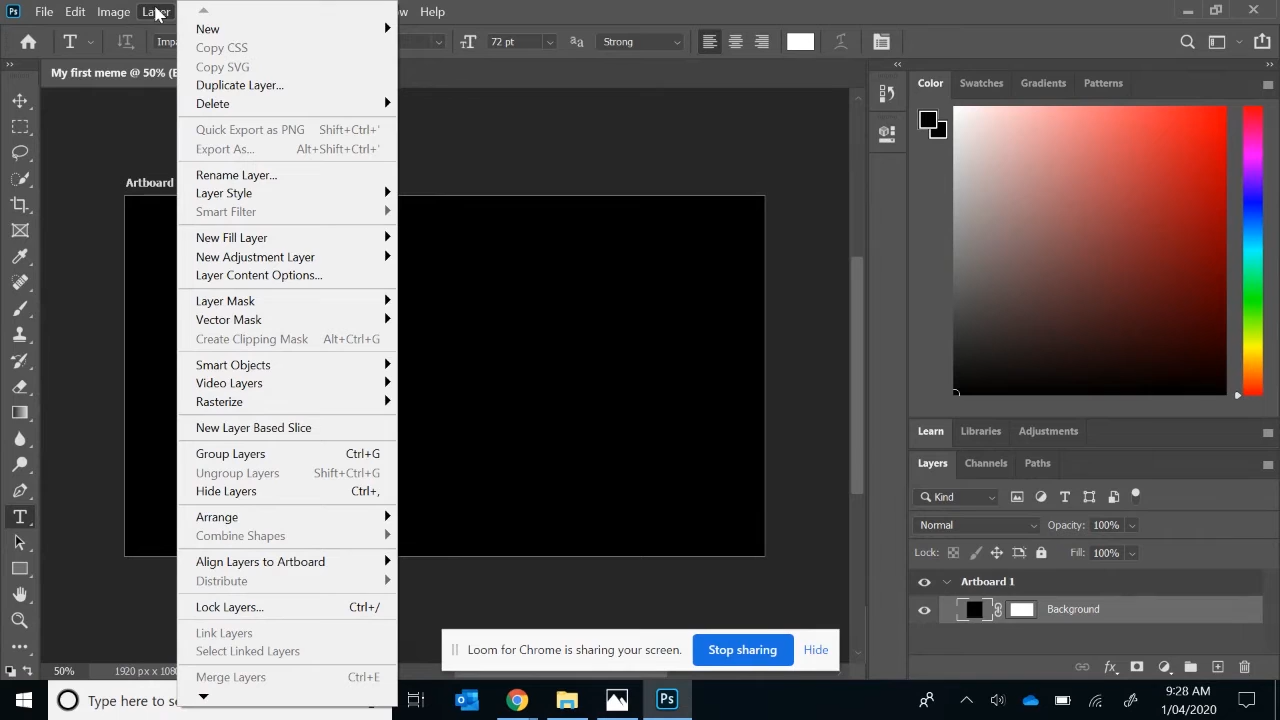 Ps File Edit Image Layer Help
T Impa 72 pt Strong
My first meme @ 50% (B
Artboard
New
Copy CSS
Copy SVG
Duplicate Layer...
Delete
Quick Export as PNG Shift+Ctrl+'
Export As... Alt+Shift+Ctrl+'
Rename Layer...
Layer Style
Smart Filter
New Fill Layer
New Adjustment Layer
Layer Content Options...
Layer Mask
Vector Mask
Create Clipping Mask Alt+Ctrl+G
Smart Objects
Video Layers
Rasterize
New Layer Based Slice
Group Layers Ctrl+G
Ungroup Layers Shift+Ctrl+G
Hide Layers Ctrl+,
Arrange
Combine Shapes
Align Layers to Artboard
Distribute
Lock Layers... Ctrl+/
Link Layers
Select Linked Layers
Merge Layers Ctrl+E
Color Swatches Gradients Patterns
Learn Libraries Adjustments
Layers Channels Paths
Kind
Normal Opacity: 100%
Lock: Fill: 100%
Artboard 1
Background
Loom for Chrome is sharing your screen. Stop sharing Hide
50% 1920 px x 1080
Type here to se
Ps
9:28 AM
1/04/2020